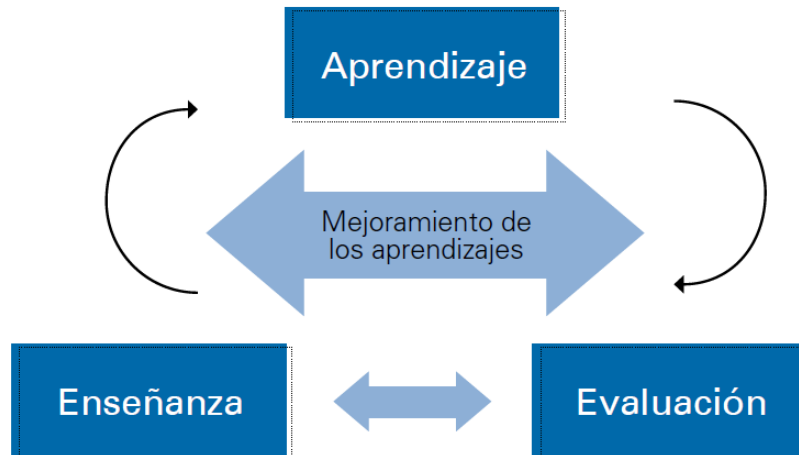 Aprendizaje
Mejoramiento de
los aprendizajes
Enseñanza
Evaluación